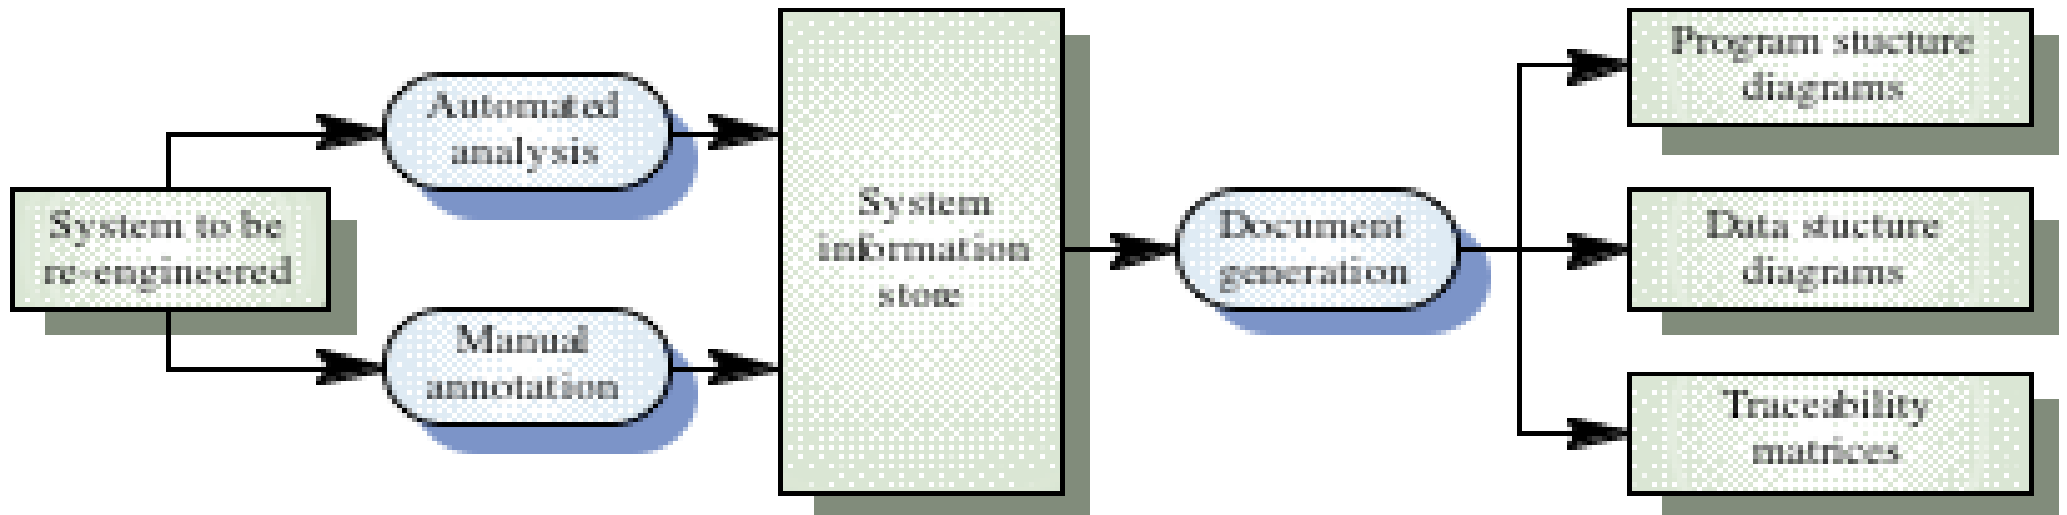 System to be
re-engineered
Automated
analysis
Manual
annotation
System
information
store
Document
generation
Program stucture
diagrams
Data stucture
diagrams
Traceability
matrices